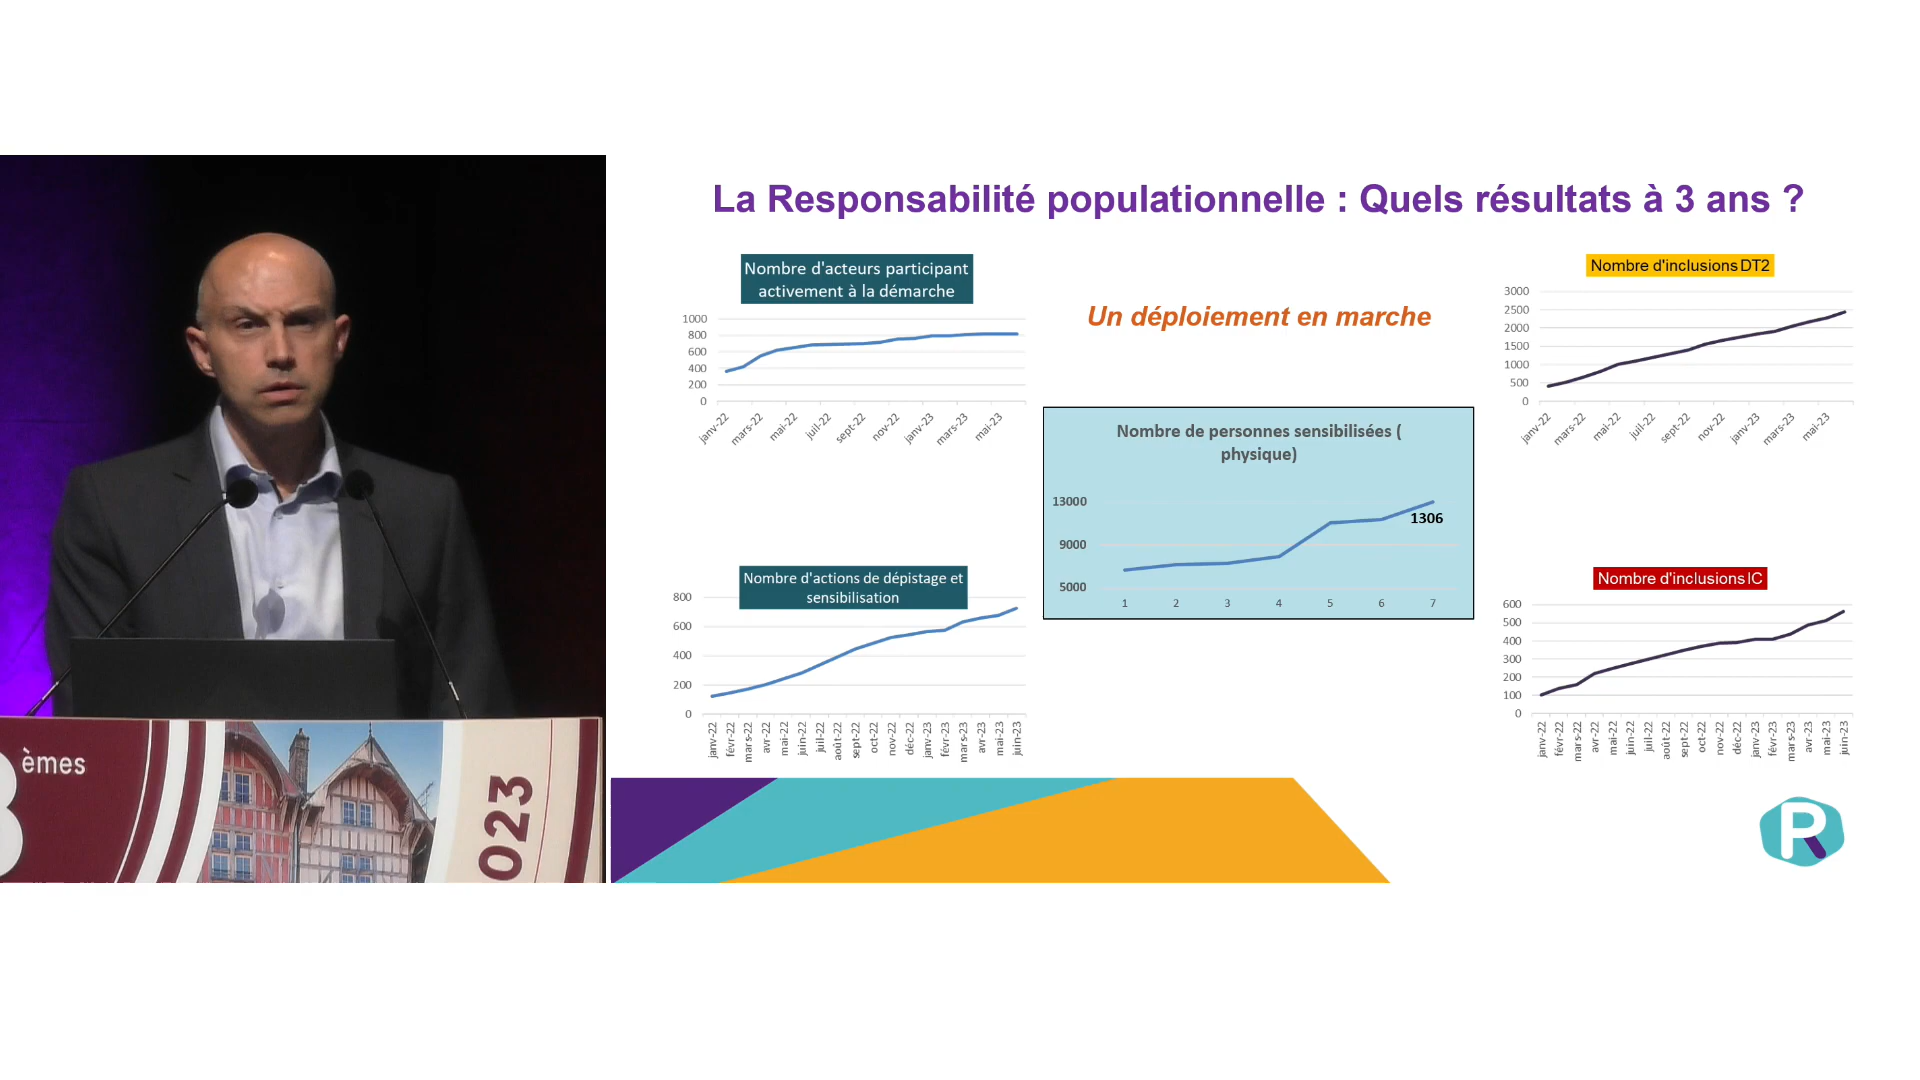 La Responsabilité populationnelle : Quels résultats à 3 ans ?
Nombre d'acteurs participant
activement à la démarche
1000
800
600
400
200
0
janv-22
mars-22
mai-22
juil-22
sept-22
nov-22
janv-23
mars-23
mai-23
Un déploiement en marche
Nombre d'inclusions DT2
3000
2500
2000
1500
1000
500
0
janv-22
mars-22
mai-22
juil-22
sept-22
nov-22
janv-23
mars-23
mai-23
Nombre de personnes sensibilisées (
physique)
13000
9000
5000
1306
1 2 3 4 5 6 7
Nombre d'actions de dépistage et
sensibilisation
800
600
400
200
0
janv-22
févr-22
mars-22
avr-22
mai-22
juin-22
juil-22
août-22
sept-22
oct-22
nov-22
déc-22
janv-23
févr-23
mars-23
avr-23
mai-23
juin-23
Nombre d'inclusions IC
600
500
400
300
200
100
0
janv-22
févr-22
mars-22
avr-22
mai-22
juin-22
juil-22
août-22
sept-22
oct-22
nov-22
déc-22
janv-23
févr-23
mars-23
avr-23
mai-23
juin-23
èmes
023
R